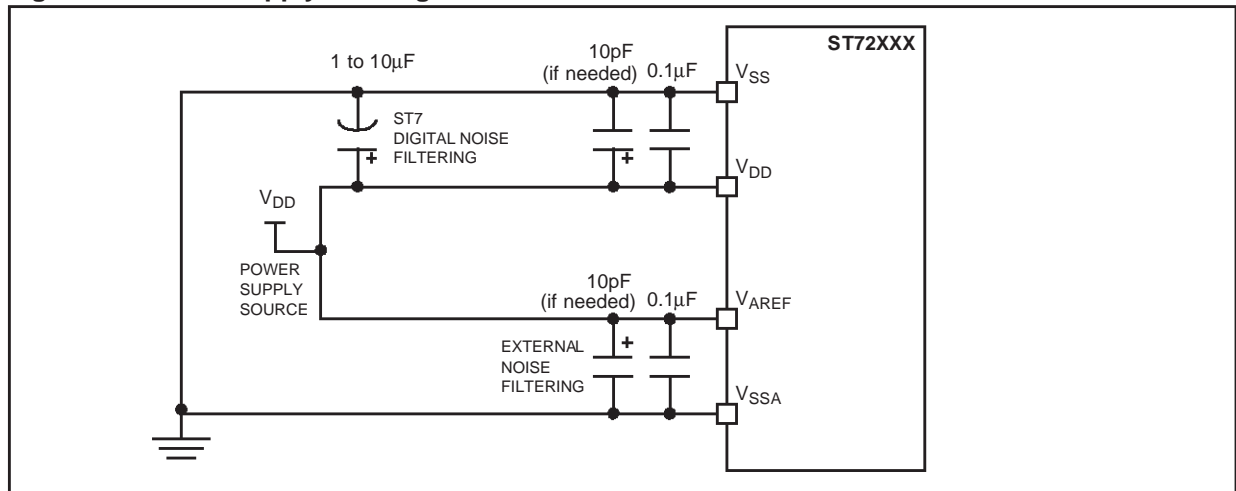 ST72XXX
1 to 10μF
10pF
(if needed)
0.1μF
VSS
ST7
DIGITAL NOISE
FILTERING
+
+
VDD
VDD
POWER
SUPPLY
SOURCE
10pF
(if needed)
0.1μF
VAREF
EXTERNAL
NOISE
FILTERING
+
VSSA